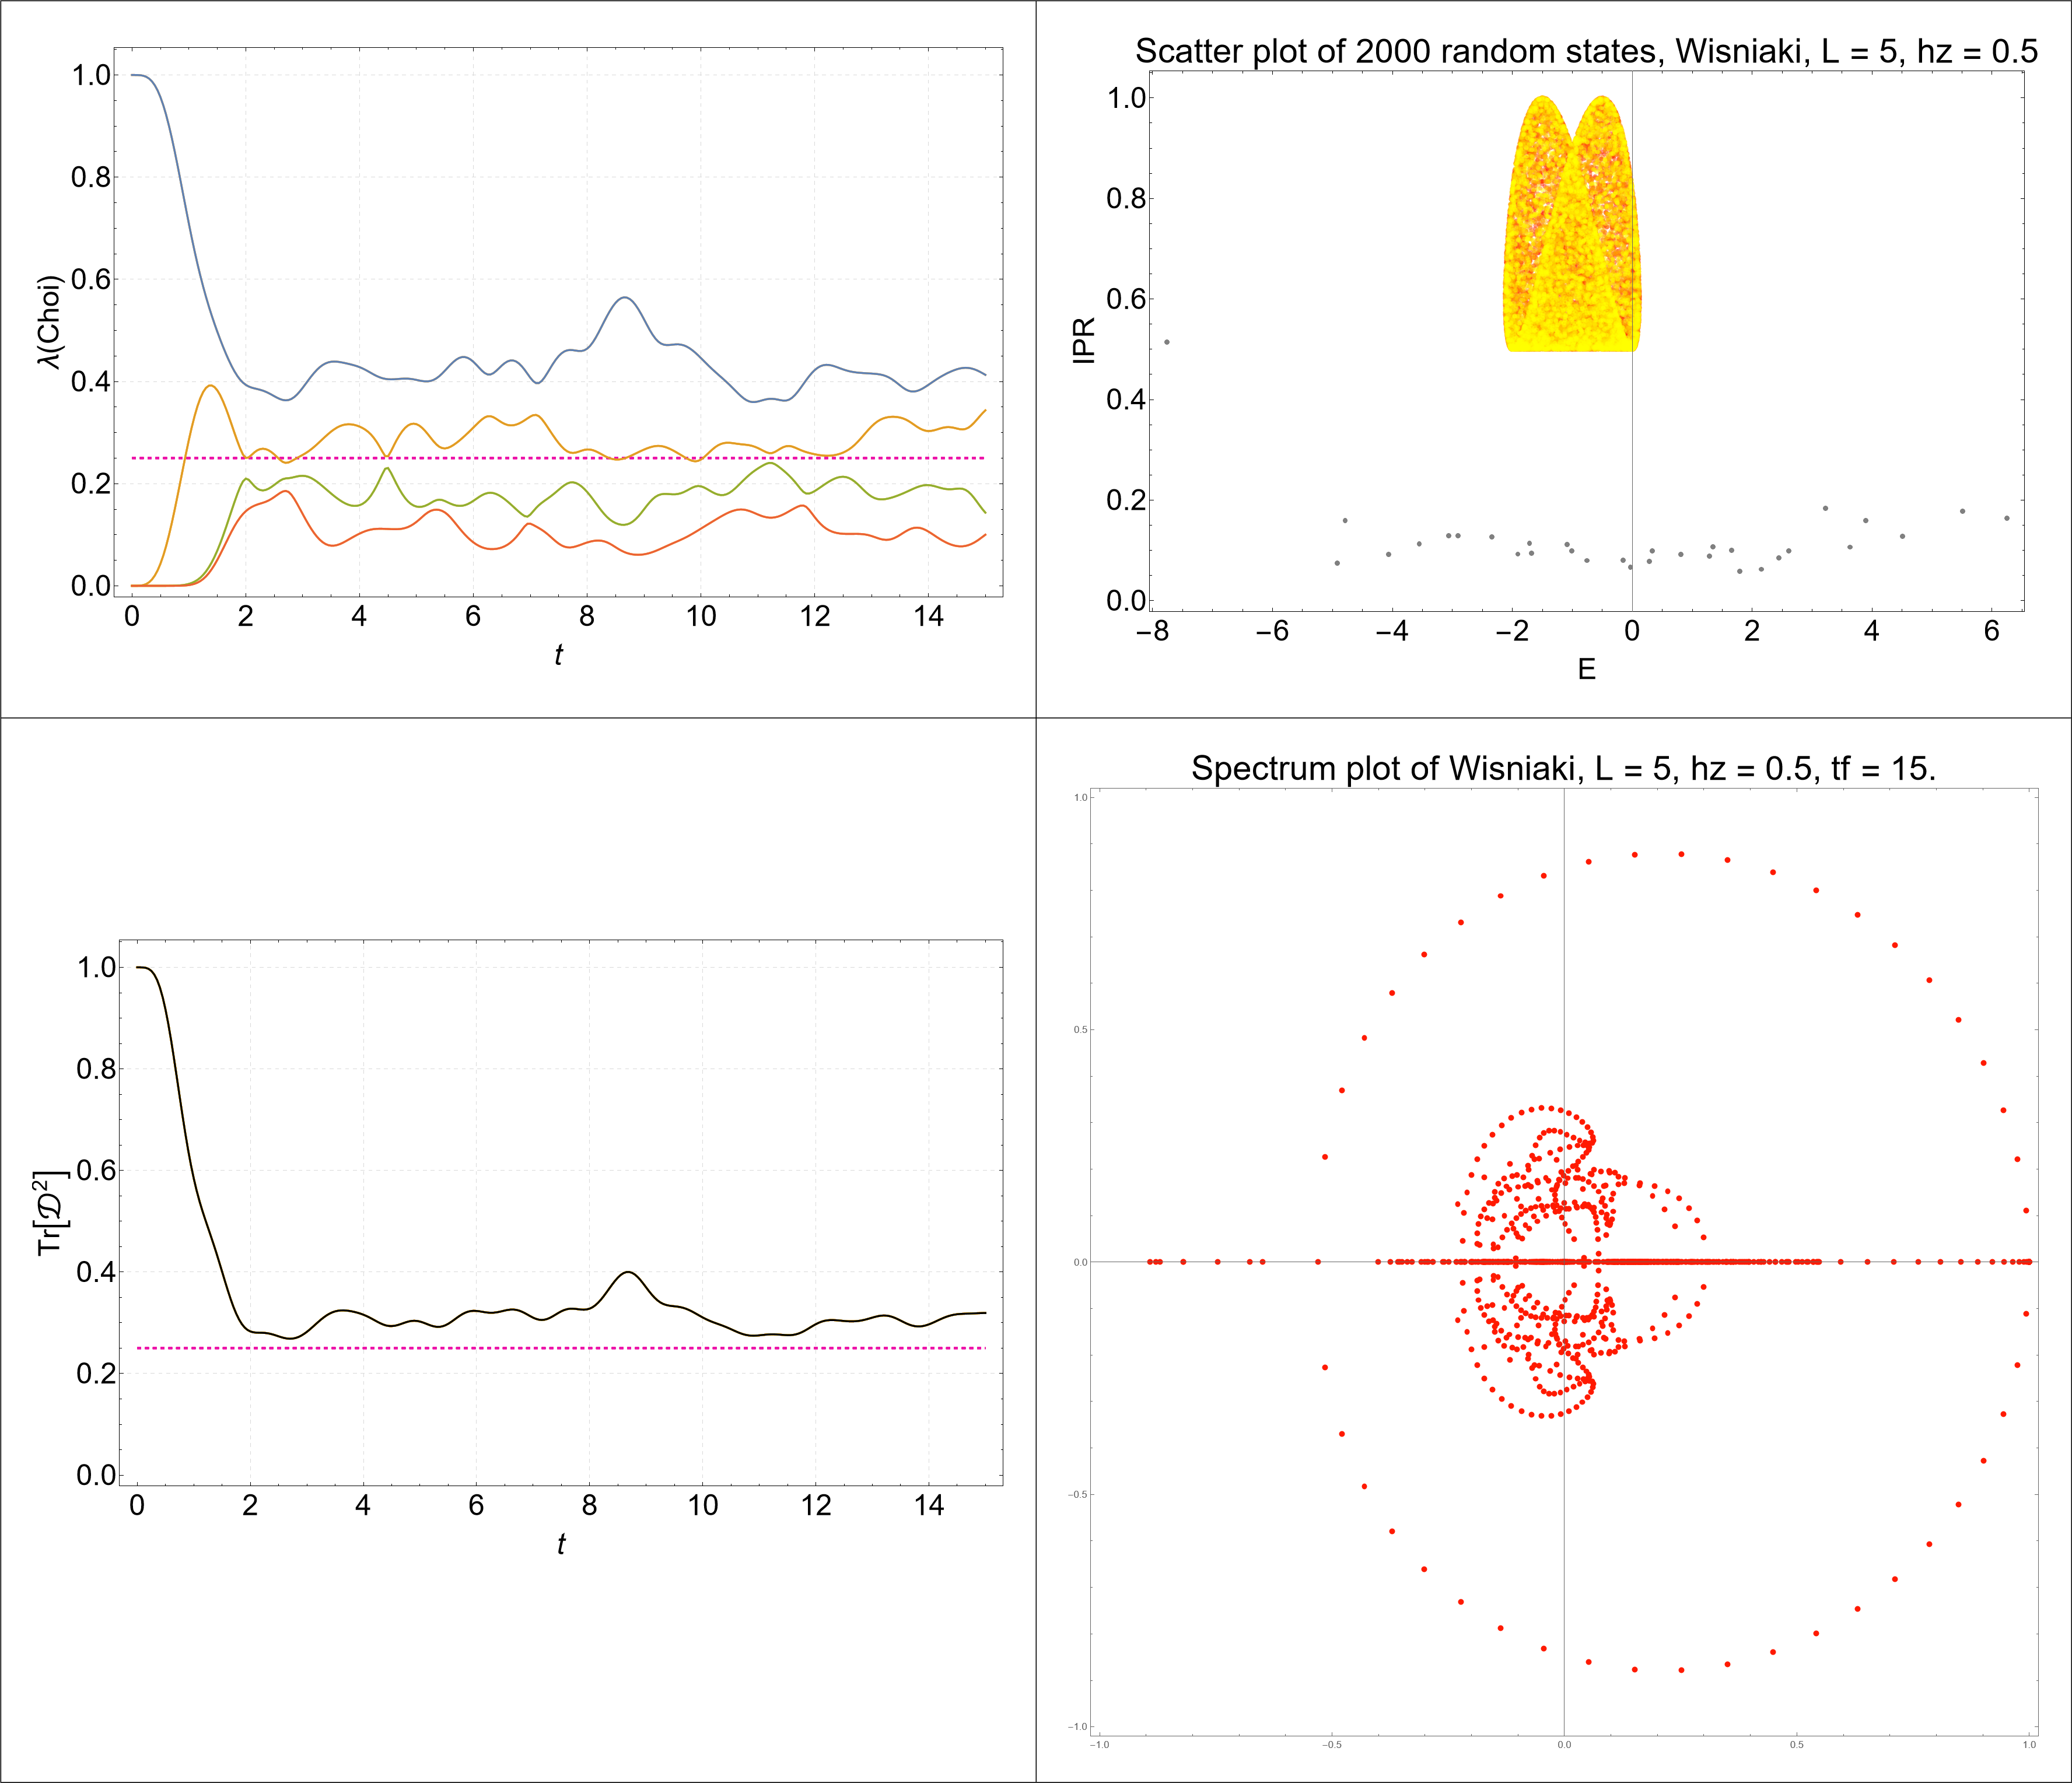 1.0
0.8
0.6
0.4
0.2
0.0
λ(Choi)
0 2 4 6 8 10 12 14
t
Scatter plot of 2000 random states, Wisniaki, L = 5, hz = 0.5
1.0
0.8
0.6
0.4
0.2
0.0
IPR
−8 −6 −4 −2 0 2 4 6
E
1.0
0.8
0.6
0.4
0.2
0.0
Tr[𝒟²]
0 2 4 6 8 10 12 14
t
Spectrum plot of Wisniaki, L = 5, hz = 0.5, tf = 15.
1.0
0.5
0.0
−0.5
−1.0
−1.0 −0.5 0.0 0.5 1.0